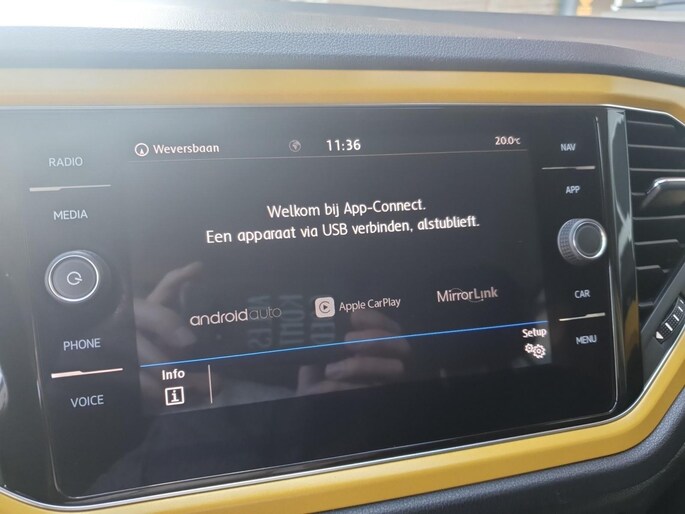 RADIO
MEDIA
PHONE
VOICE
Weversbaan 11:36 20.0°C
Welkom bij App-Connect.
Een apparaat via USB verbinden, alstublieft.
androidauto Apple CarPlay MirrorLink
Info i
Setup
NAV
APP
CAR
MENU